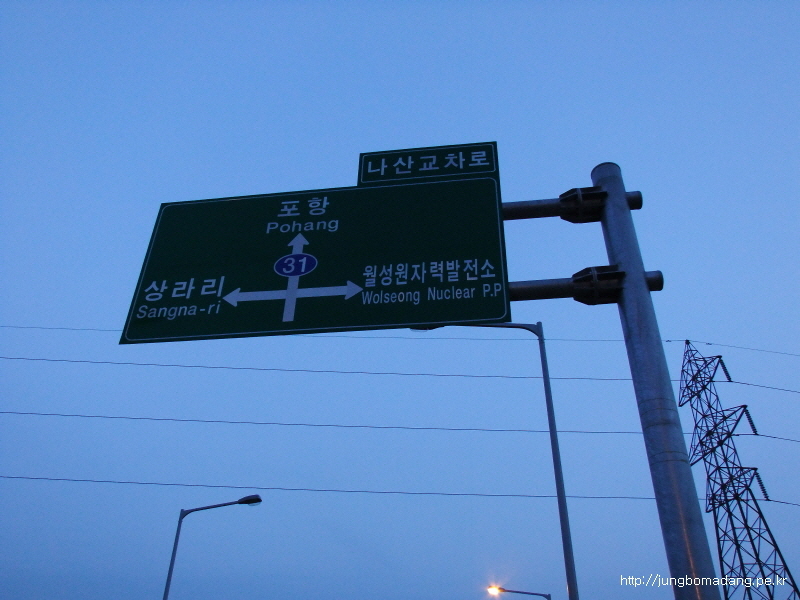 나산교차로
포항
Pohang
31
상라리
Sangna-ri
월성원자력발전소
Wolseong Nuclear P.P
http://jungbomadang.pe.kr